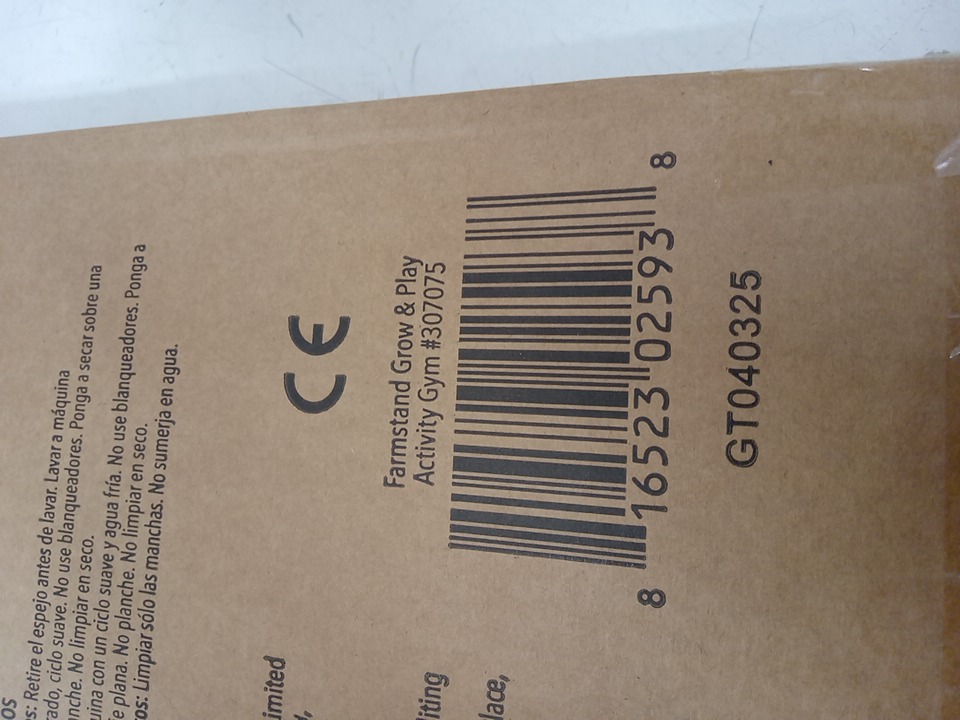 os
s: Retire el espejo antes de lavar. Lavar a máquina
ado, ciclo suave. No use blanqueadores. Ponga a secar sobre una
nche. No limpiar en seco.
uina con un ciclo suave y agua fría. No use blanqueadores. Ponga a
ie plana. No planche. No limpiar en seco.
os: Limpiar sólo las manchas. No sumerja en agua.
imited
iting
lace,
CE
Farmstand Grow & Play
Activity Gym #307075
8 16523 02593 8
GT040325